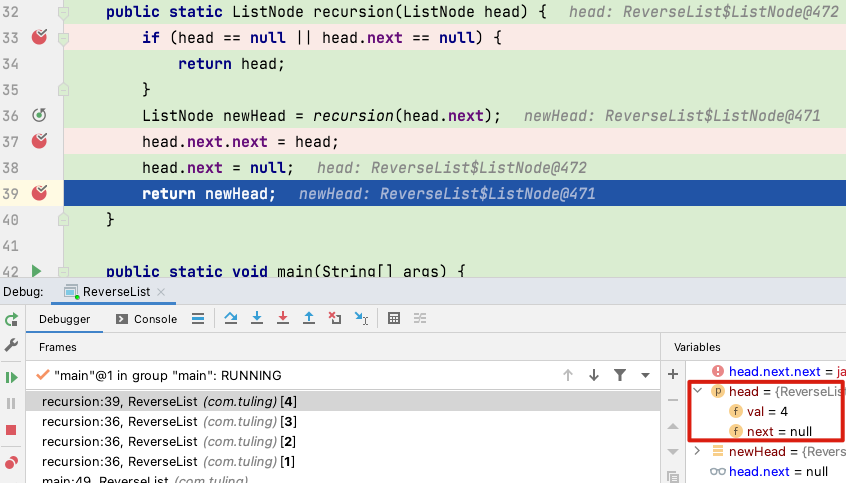 32 public static ListNode recursion(ListNode head) { head: ReverseList$ListNode@472
33 if (head == null || head.next == null) {
34 return head;
35 }
36 ListNode newHead = recursion(head.next); newHead: ReverseList$ListNode@471
37 head.next.next = head;
38 head.next = null; head: ReverseList$ListNode@472
39 return newHead; newHead: ReverseList$ListNode@471
40 }
41
42 public static void main(String[] args) {
Debug: ReverseList
Debugger Console
Frames
Variables
"main"@1 in group "main": RUNNING
recursion:39, ReverseList (com.tuling) [4]
recursion:36, ReverseList (com.tuling) [3]
recursion:36, ReverseList (com.tuling) [2]
recursion:36, ReverseList (com.tuling) [1]
main:49, ReverseList (com.tuling)
head.next.next = ja
head = {ReverseList
val = 4
next = null
newHead = {Revers
head.next = null